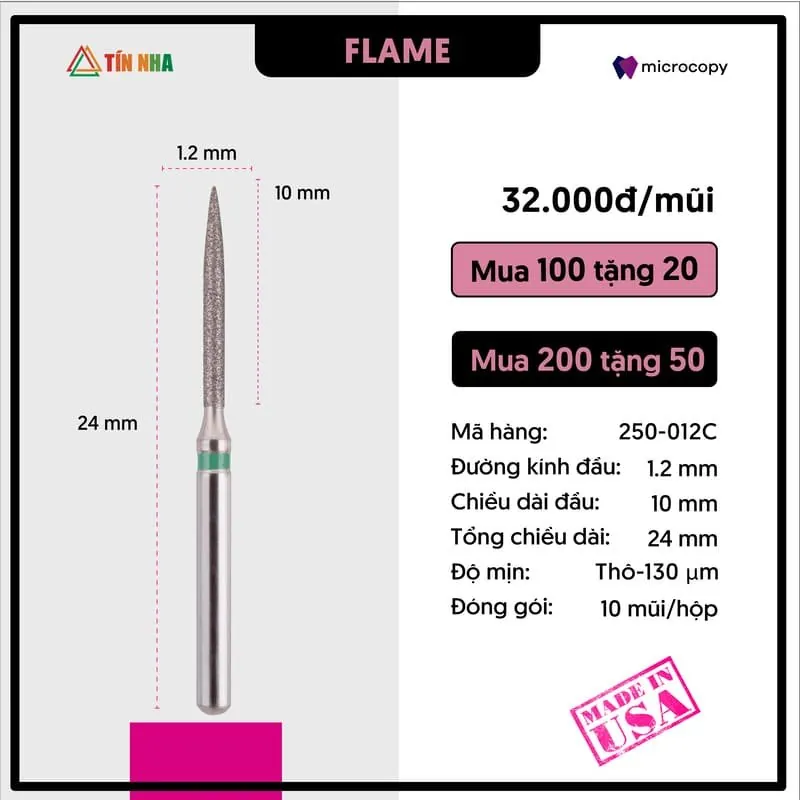 TÍN NHA
FLAME
microcopy
1.2 mm
10 mm
24 mm
32.000đ/mũi
Mua 100 tặng 20
Mua 200 tặng 50
Mã hàng: 250-012C
Đường kính đầu: 1.2 mm
Chiều dài đầu: 10 mm
Tổng chiều dài: 24 mm
Độ mịn: Thô-130 µm
Đóng gói: 10 mũi/hộp
MADE IN
USA